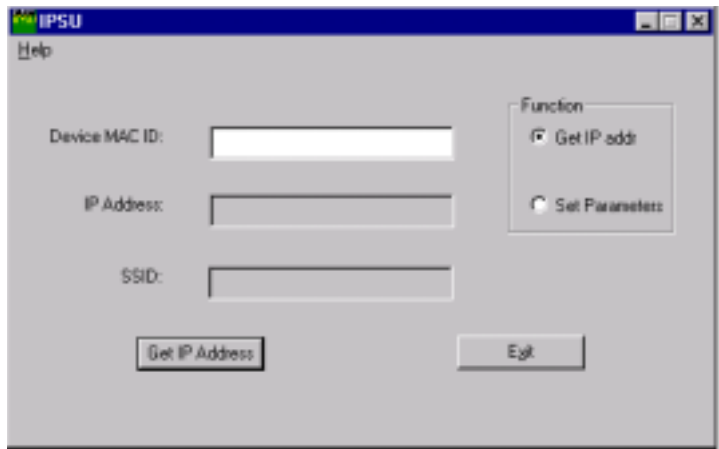 IPSU
Help
Function
Device MAC ID:
Get IP addr
IP Address:
Set Parameters
SSID:
Get IP Address
Exit